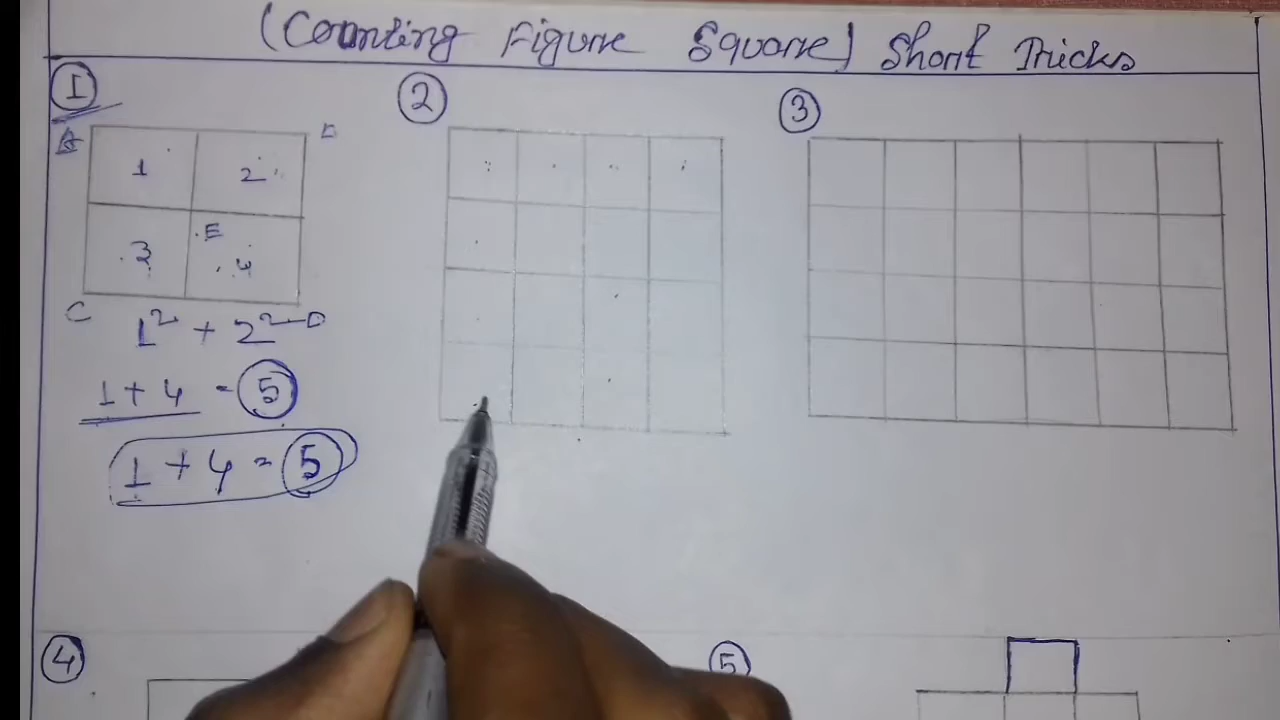 (Counting Figure Square) Short Tricks
1
2
3
A
1
2
E
3
4
C
1² + 2² D
1 + 4 = 5
1 + 4 = 5
4
5